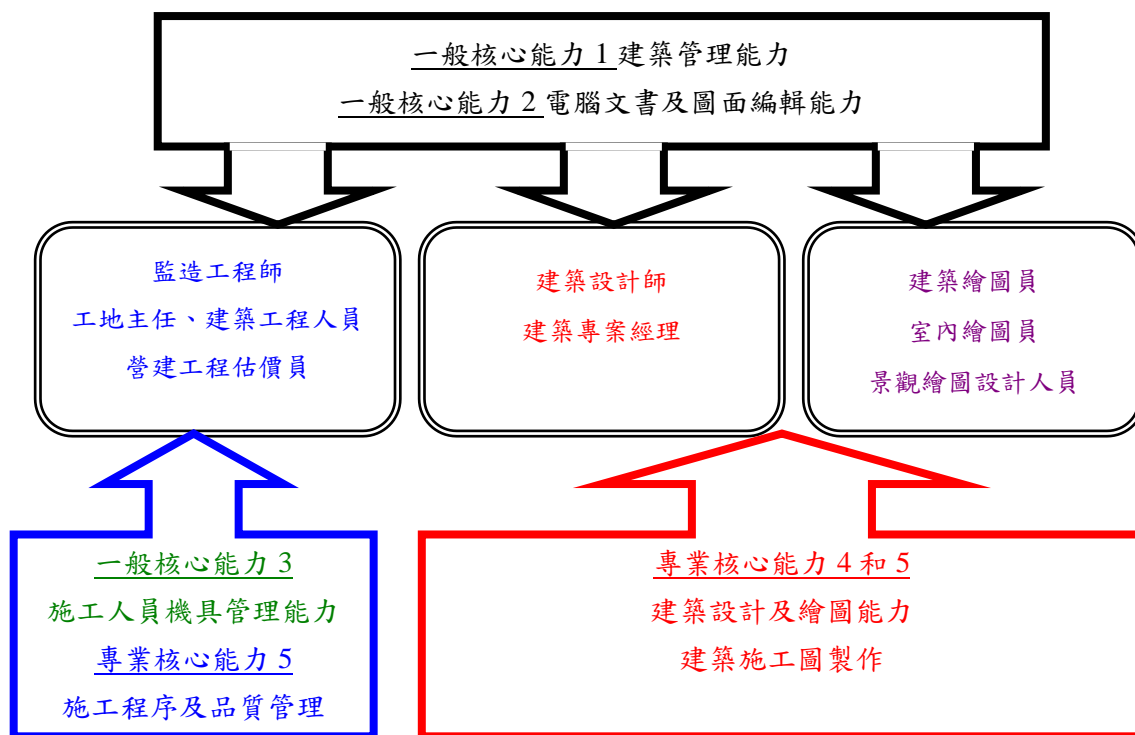 一般核心能力 1 建築管理能力
一般核心能力 2 電腦文書及圖面編輯能力
監造工程師
工地主任、建築工程人員
營建工程估價員
建築設計師
建築專案經理
建築繪圖員
室內繪圖員
景觀繪圖設計人員
一般核心能力 3
施工人員機具管理能力
專業核心能力 5
施工程序及品質管理
專業核心能力 4 和 5
建築設計及繪圖能力
建築施工圖製作